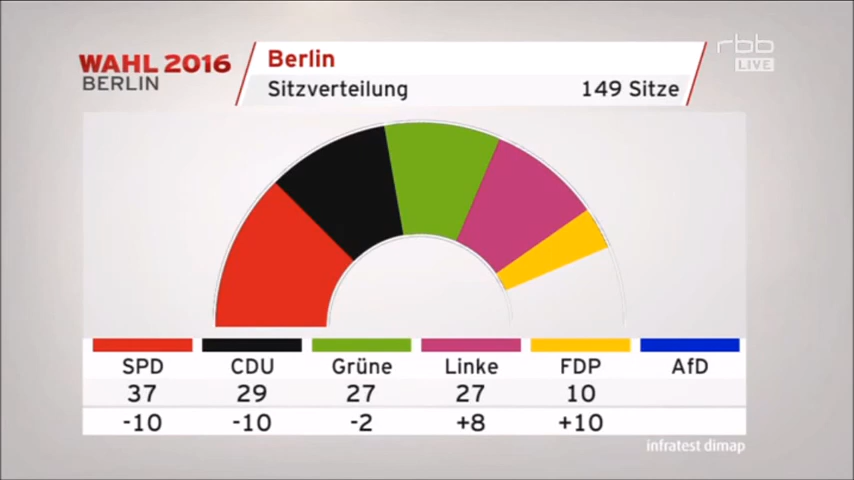 WAHL 2016
BERLIN
Berlin
Sitzverteilung 149 Sitze
rbb
LIVE
SPD CDU Grüne Linke FDP AfD
37 29 27 27 10
-10 -10 -2 +8 +10
infratest dimap